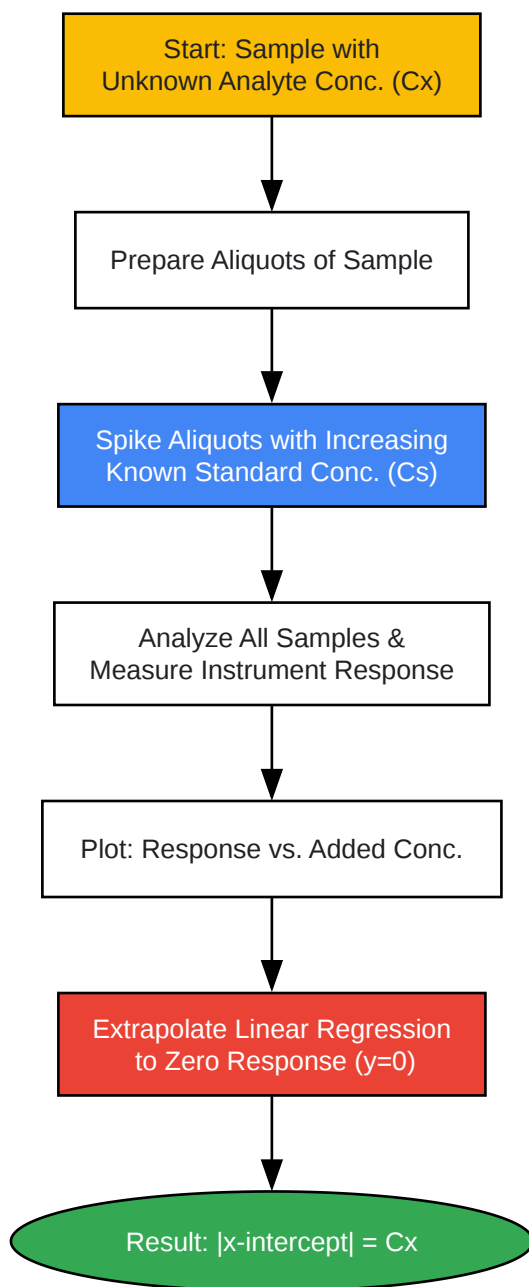 Start: Sample with
Unknown Analyte Conc. (Cx)
Prepare Aliquots of Sample
Spike Aliquots with Increasing
Known Standard Conc. (Cs)
Analyze All Samples &
Measure Instrument Response
Plot: Response vs. Added Conc.
Extrapolate Linear Regression
to Zero Response (y=0)
Result: |x-intercept| = Cx